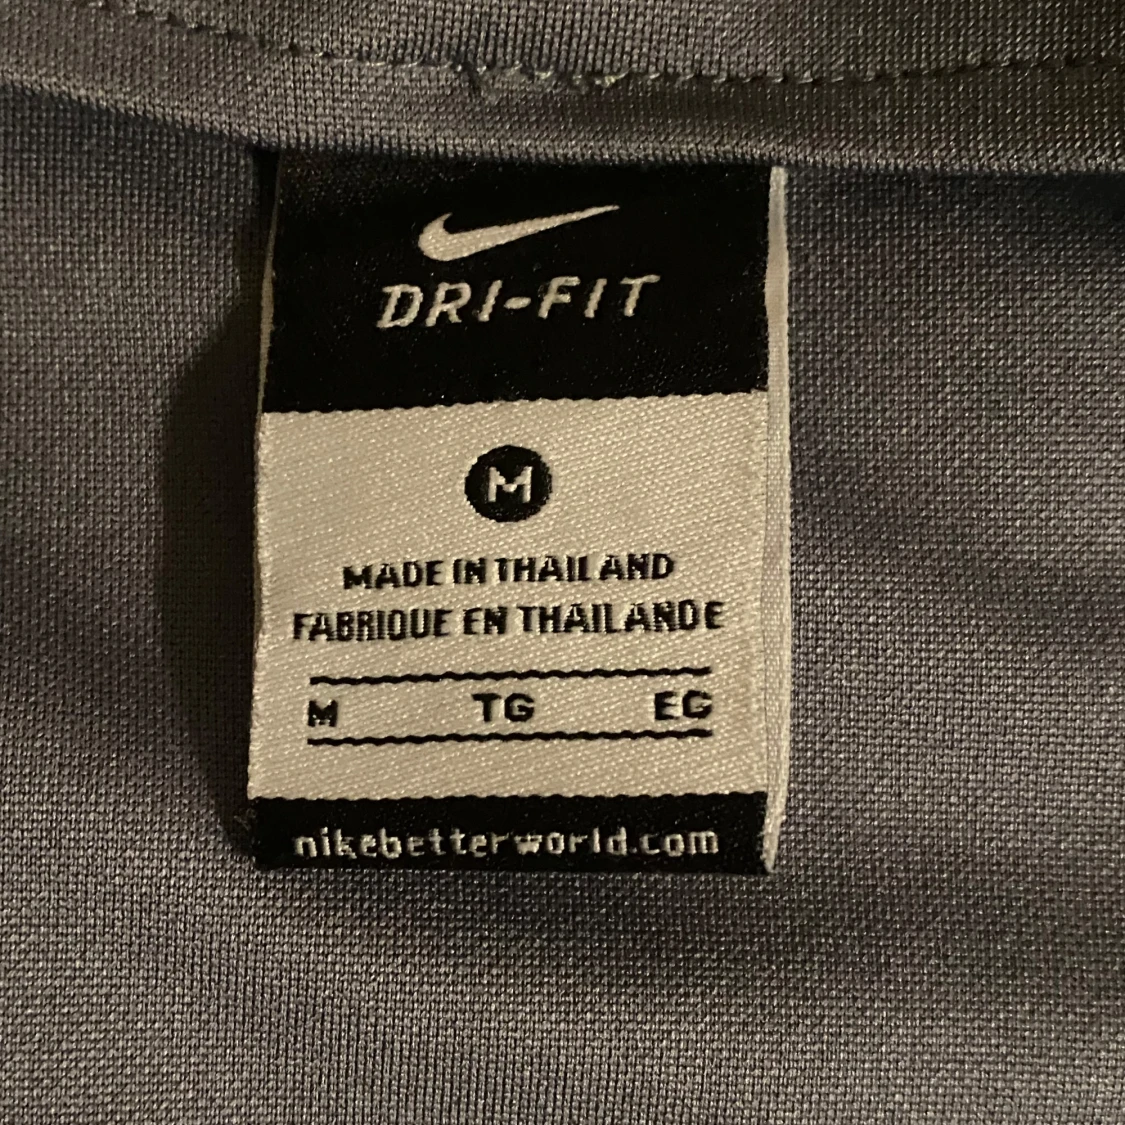 DRI-FIT
M
MADE IN THAILAND
FABRIQUE EN THAILANDE
M TG EG
nikebetterworld.com